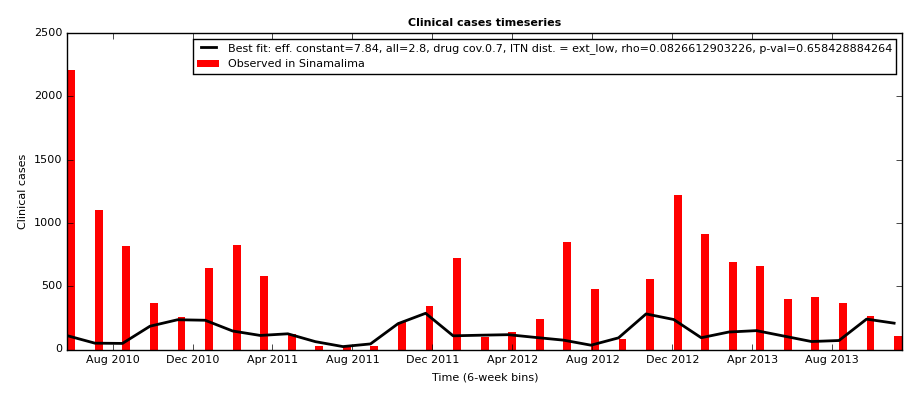 Clinical cases timeseries
Best fit: eff. constant=7.84, all=2.8, drug cov.0.7, ITN dist. = ext_low, rho=0.0826612903226, p-val=0.658428884264
Observed in Sinamalima
2500
2000
1500
1000
500
0
Clinical cases
Aug 2010 Dec 2010 Apr 2011 Aug 2011 Dec 2011 Apr 2012 Aug 2012 Dec 2012 Apr 2013 Aug 2013
Time (6-week bins)